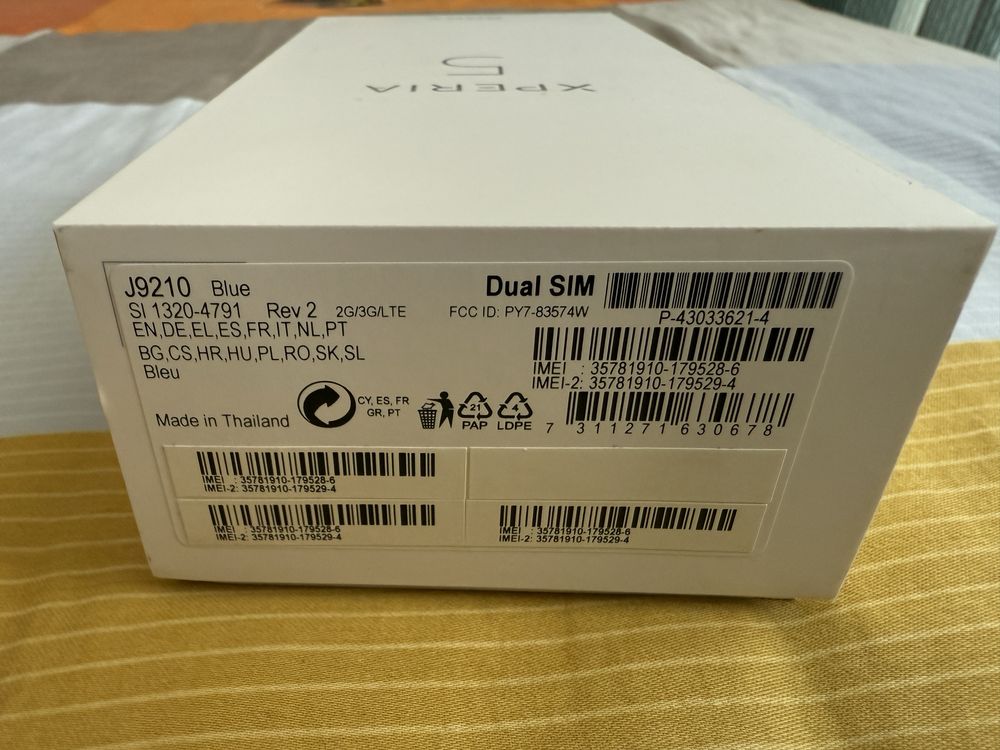 XPERIA
5
J9210 Blue
SI 1320-4791 Rev 2 2G/3G/LTE
EN,DE,EL,ES,FR,IT,NL,PT
BG,CS,HR,HU,PL,RO,SK,SL
Bleu
Dual SIM
FCC ID: PY7-83574W
P-43033621-4
IMEI : 35781910-179528-6
IMEI-2: 35781910-179529-4
Made in Thailand
CY, ES, FR
GR, PT
21
PAP
4
LDPE
7 311271 630678
IMEI : 35781910-179528-6
IMEI-2: 35781910-179529-4
IMEI : 35781910-179528-6
IMEI-2: 35781910-179529-4
IMEI : 35781910-179528-6
IMEI-2: 35781910-179529-4